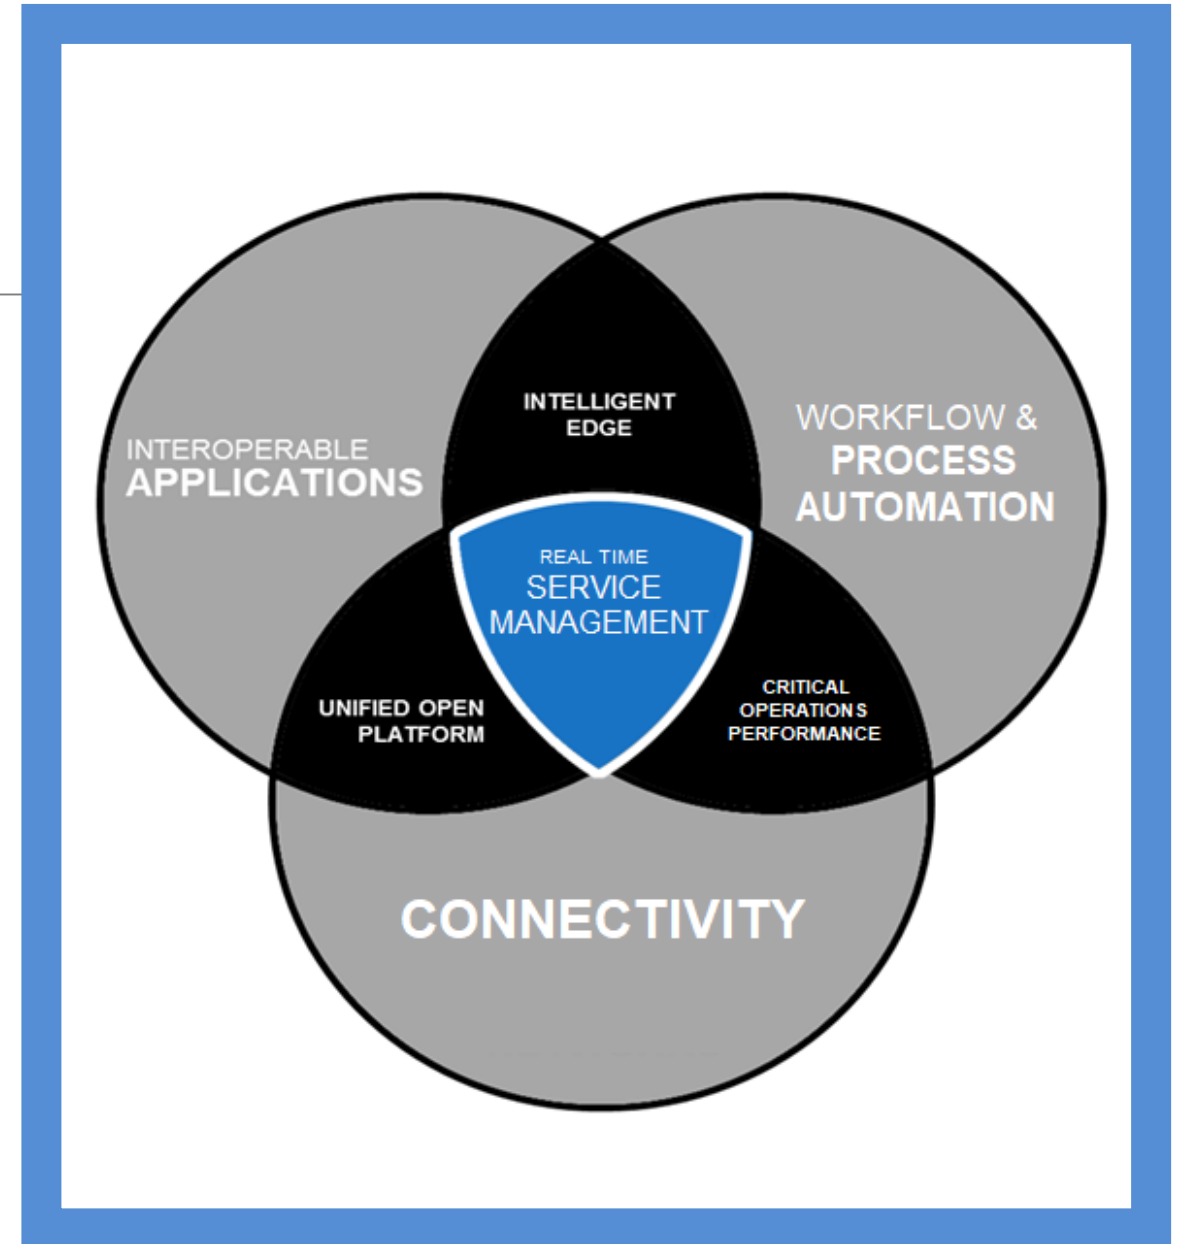 INTELLIGENT
EDGE
INTEROPERABLE
APPLICATIONS
WORKFLOW &
PROCESS
AUTOMATION
REAL TIME
SERVICE
MANAGEMENT
UNIFIED OPEN
PLATFORM
CRITICAL
OPERATIONS
PERFORMANCE
CONNECTIVITY